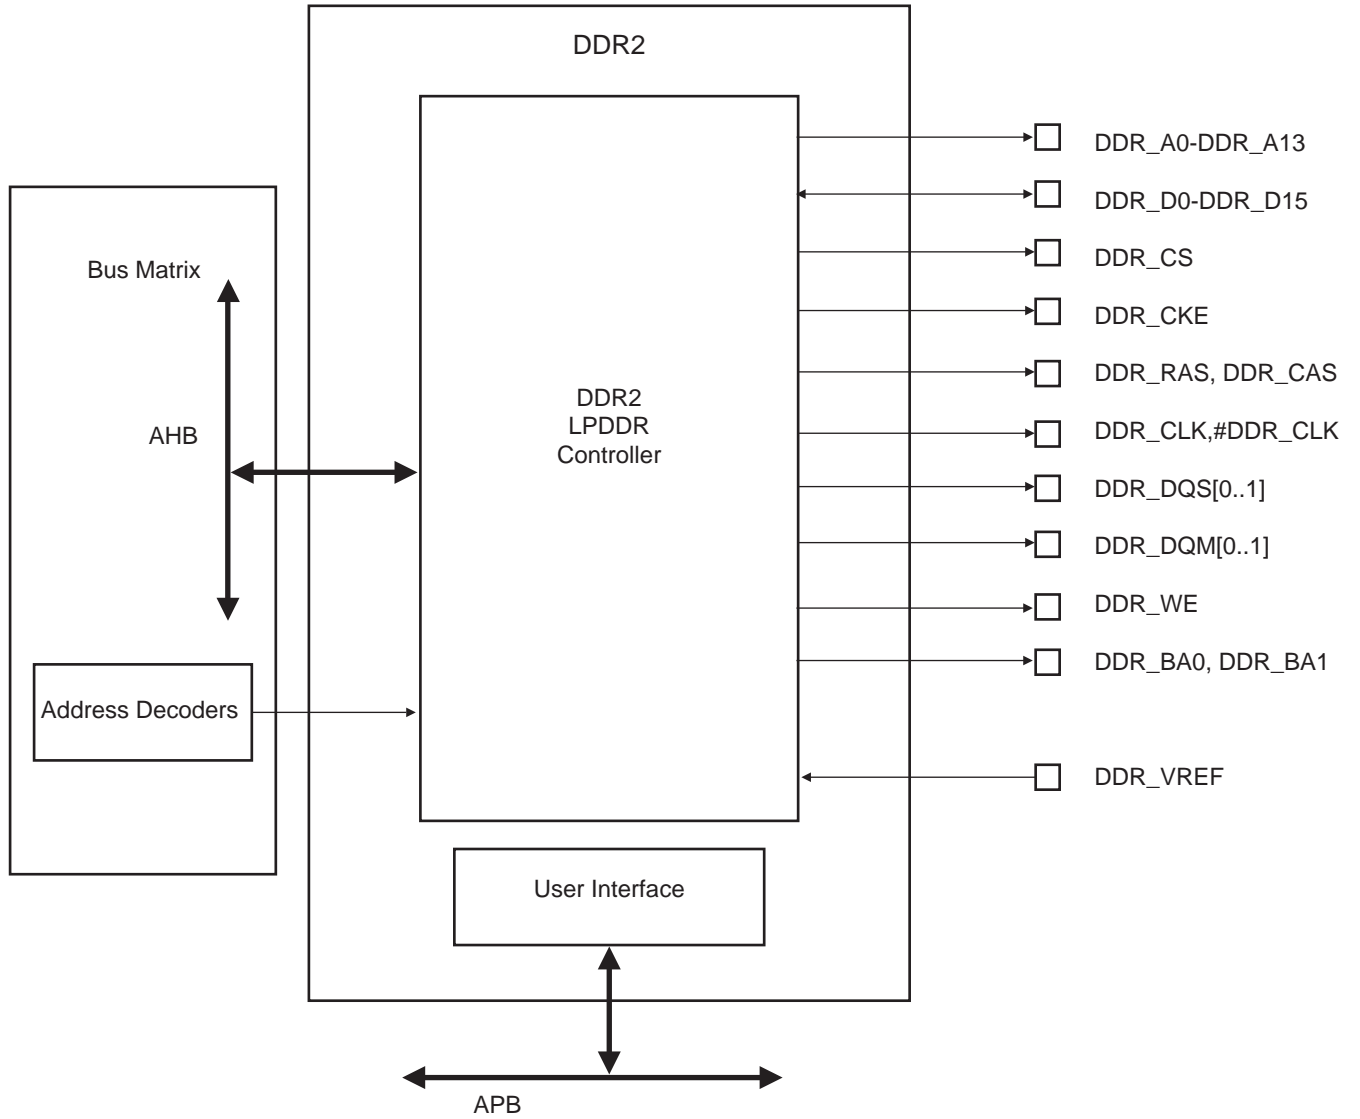 DDR2
DDR_A0-DDR_A13
DDR_D0-DDR_D15
Bus Matrix
DDR_CS
DDR_CKE
DDR_RAS, DDR_CAS
DDR2
LPDDR
Controller
AHB
DDR_CLK,#DDR_CLK
DDR_DQS[0..1]
DDR_DQM[0..1]
DDR_WE
DDR_BA0, DDR_BA1
Address Decoders
DDR_VREF
User Interface
APB